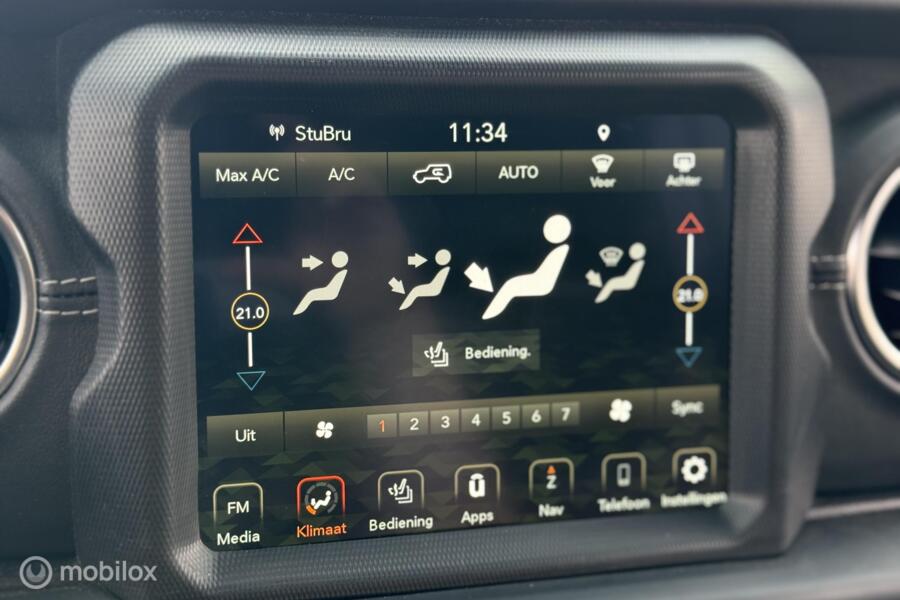 StuBru 11:34
Max A/C A/C AUTO Voor Achter
21.0 21.0
Bediening.
Uit 1 2 3 4 5 6 7 Sync
FM Z
Media Klimaat Bediening Apps Nav Telefoon Instellingen
mobilox